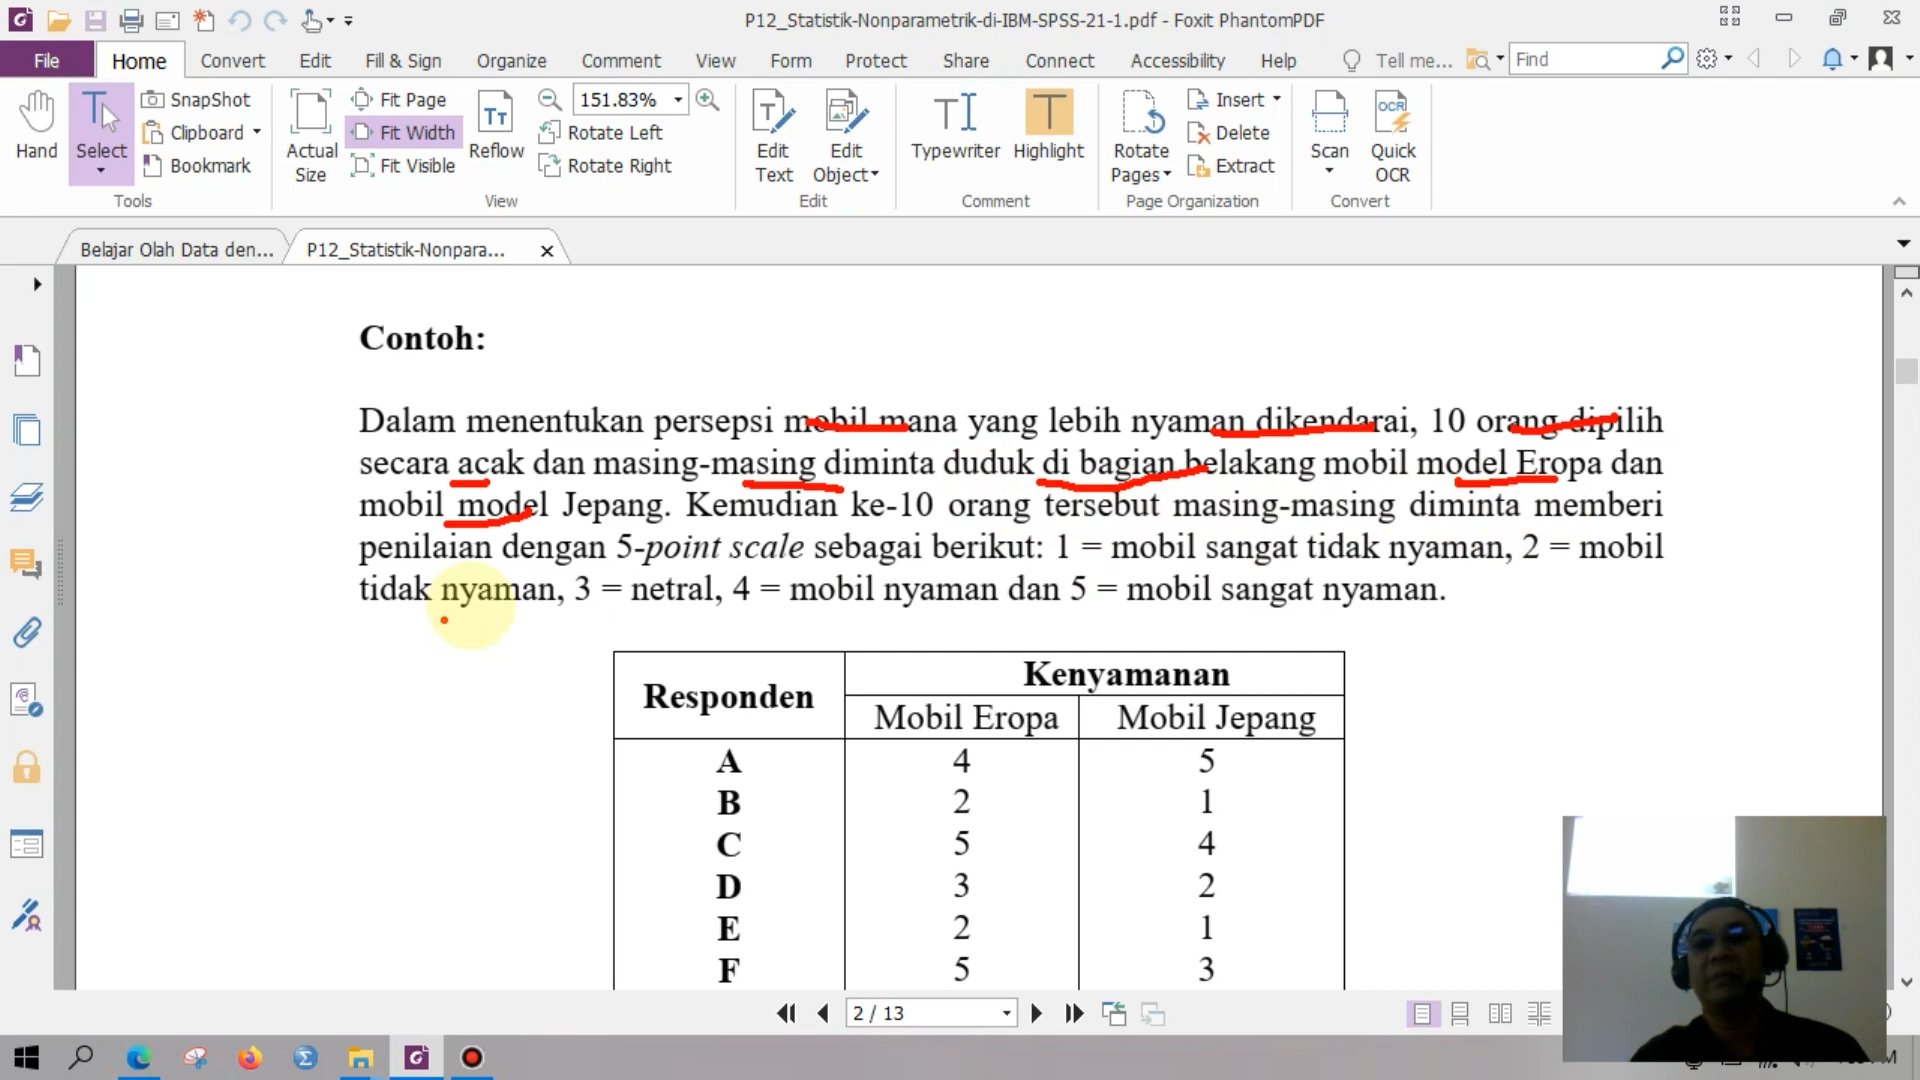 P12_Statistik-Nonparametrik-di-IBM-SPSS-21-1.pdf - Foxit PhantomPDF
File Home Convert Edit Fill & Sign Organize Comment View Form Protect Share Connect Accessibility Help Tell me... Find
Hand
Select
SnapShot
Clipboard
Bookmark
Tools
Actual Size
Fit Page
Fit Width
Fit Visible
Reflow
151.83%
Rotate Left
Rotate Right
View
Edit Text
Edit Object
Edit
Typewriter
Highlight
Comment
Rotate Pages
Insert
Delete
Extract
Page Organization
Scan
Quick OCR
OCR
Convert
Belajar Olah Data den...
P12_Statistik-Nonpara...
Contoh:
Dalam menentukan persepsi mobil mana yang lebih nyaman dikendarai, 10 orang dipilih
secara acak dan masing-masing diminta duduk di bagian belakang mobil model Eropa dan
mobil model Jepang. Kemudian ke-10 orang tersebut masing-masing diminta memberi
penilaian dengan 5-point scale sebagai berikut: 1 = mobil sangat tidak nyaman, 2 = mobil
tidak nyaman, 3 = netral, 4 = mobil nyaman dan 5 = mobil sangat nyaman.
Responden Kenyamanan
Mobil Eropa Mobil Jepang
A 4 5
B 2 1
C 5 4
D 3 2
E 2 1
F 5 3
2 / 13